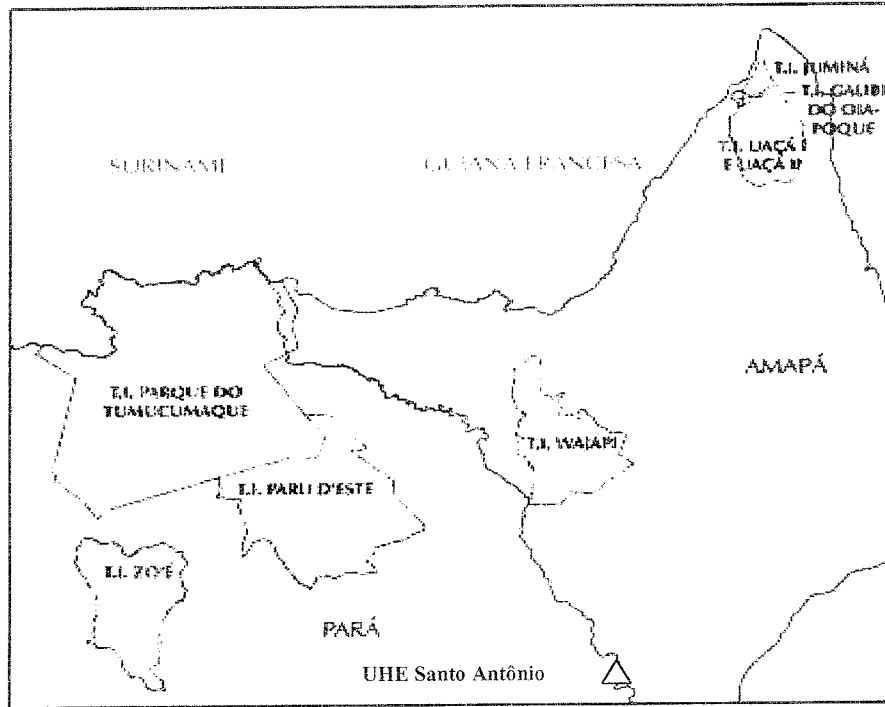 T.I. JUMINÁ
T.I. GALIBI
DO OIA-
POQUE
T.I. UAÇÁ I
E UAÇÁ II
SURINAME
GUIANA FRANCESA
AMAPÁ
T.I. PARQUE DO
TUMUCUMAQUE
T.I. WAIAPI
T.I. PARU D'ESTE
T.I. ZO'É
PARÁ
UHE Santo Antônio